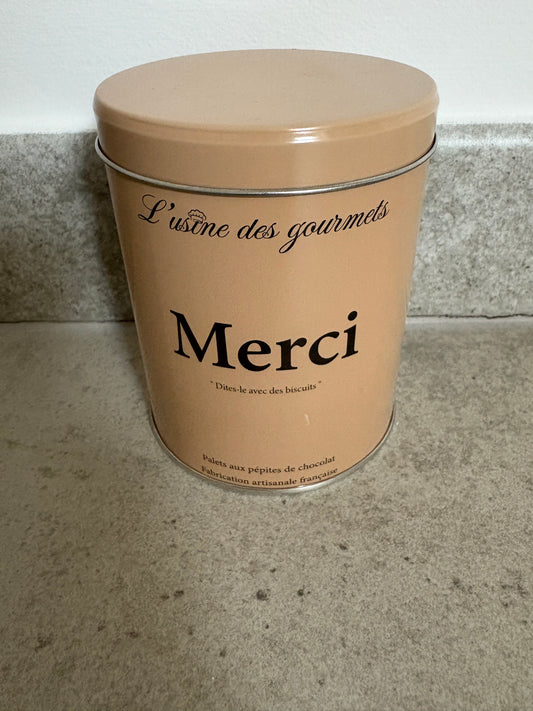 L'usine des gourmets
Merci
" Dites-le avec des biscuits "
Palets aux pépites de chocolat
Fabrication artisanale française